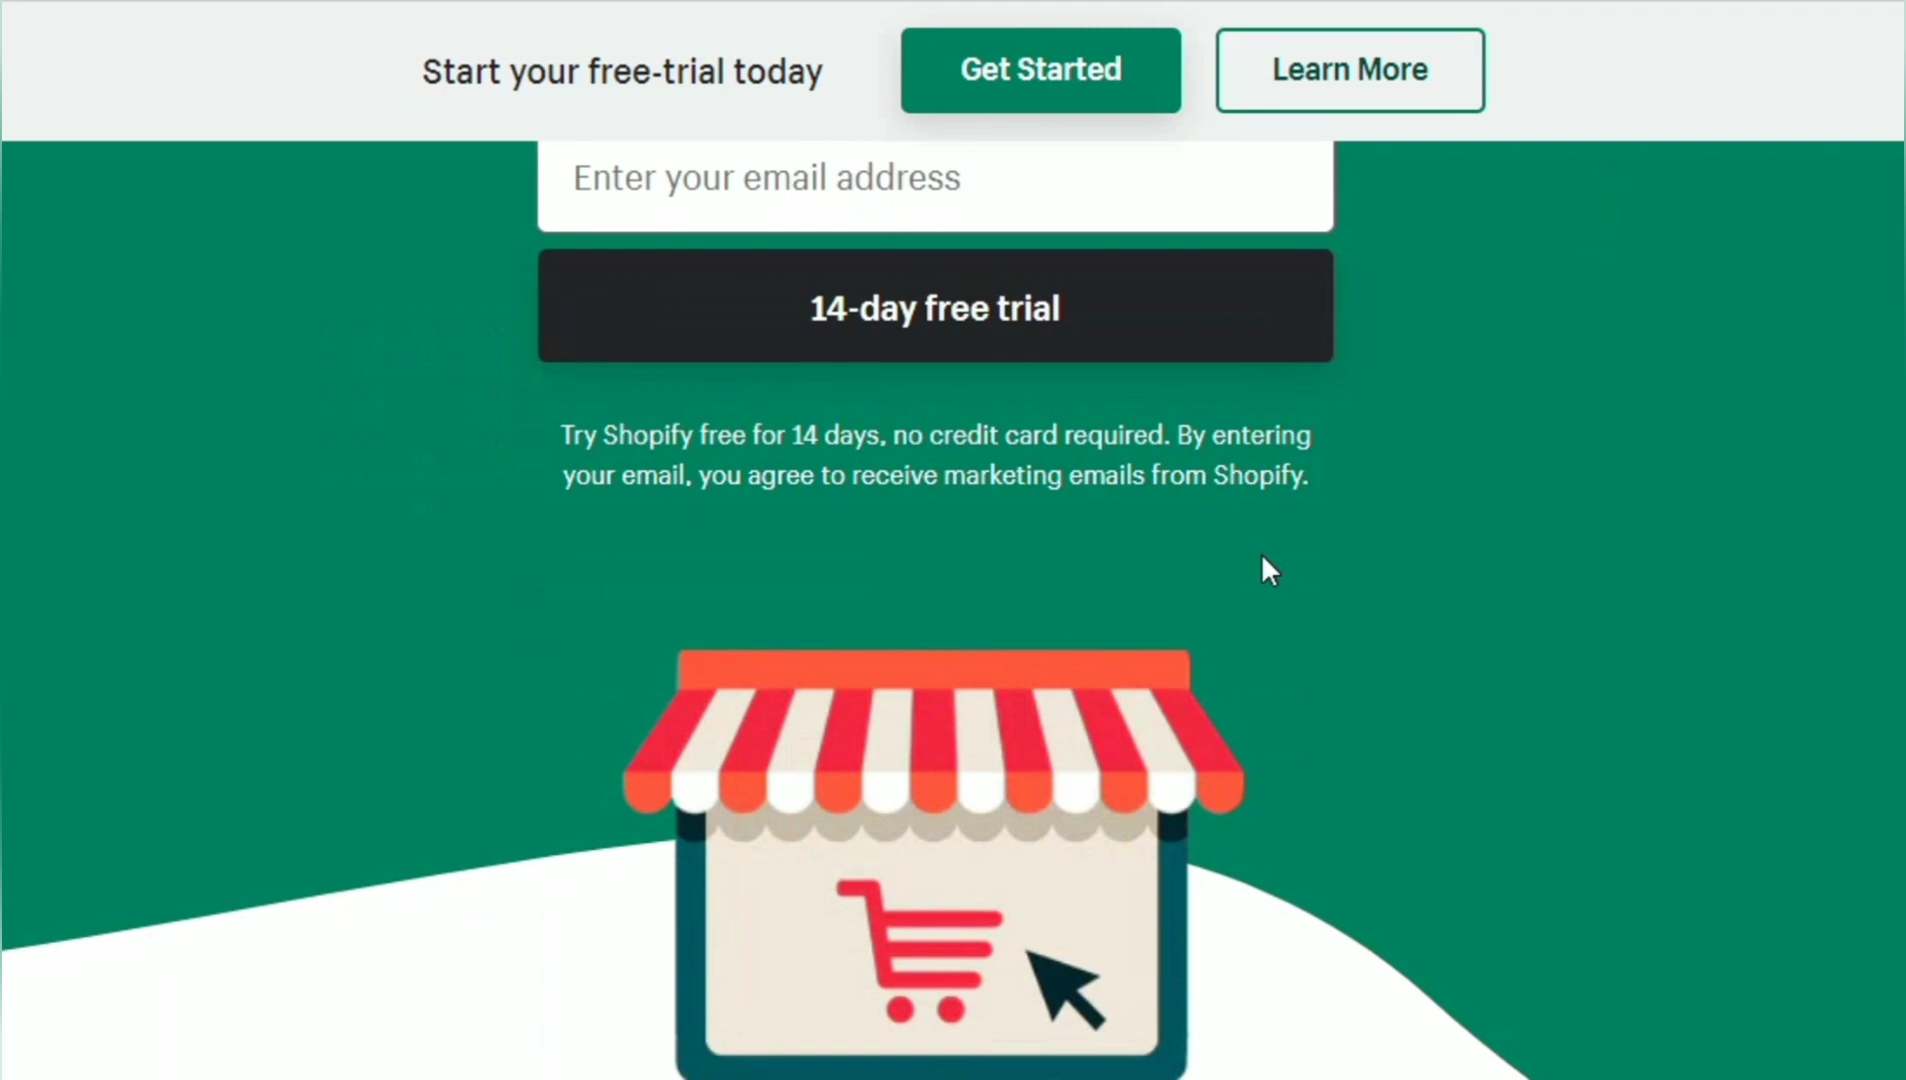 Start your free-trial today
Get Started
Learn More
Enter your email address
14-day free trial
Try Shopify free for 14 days, no credit card required. By entering
your email, you agree to receive marketing emails from Shopify.